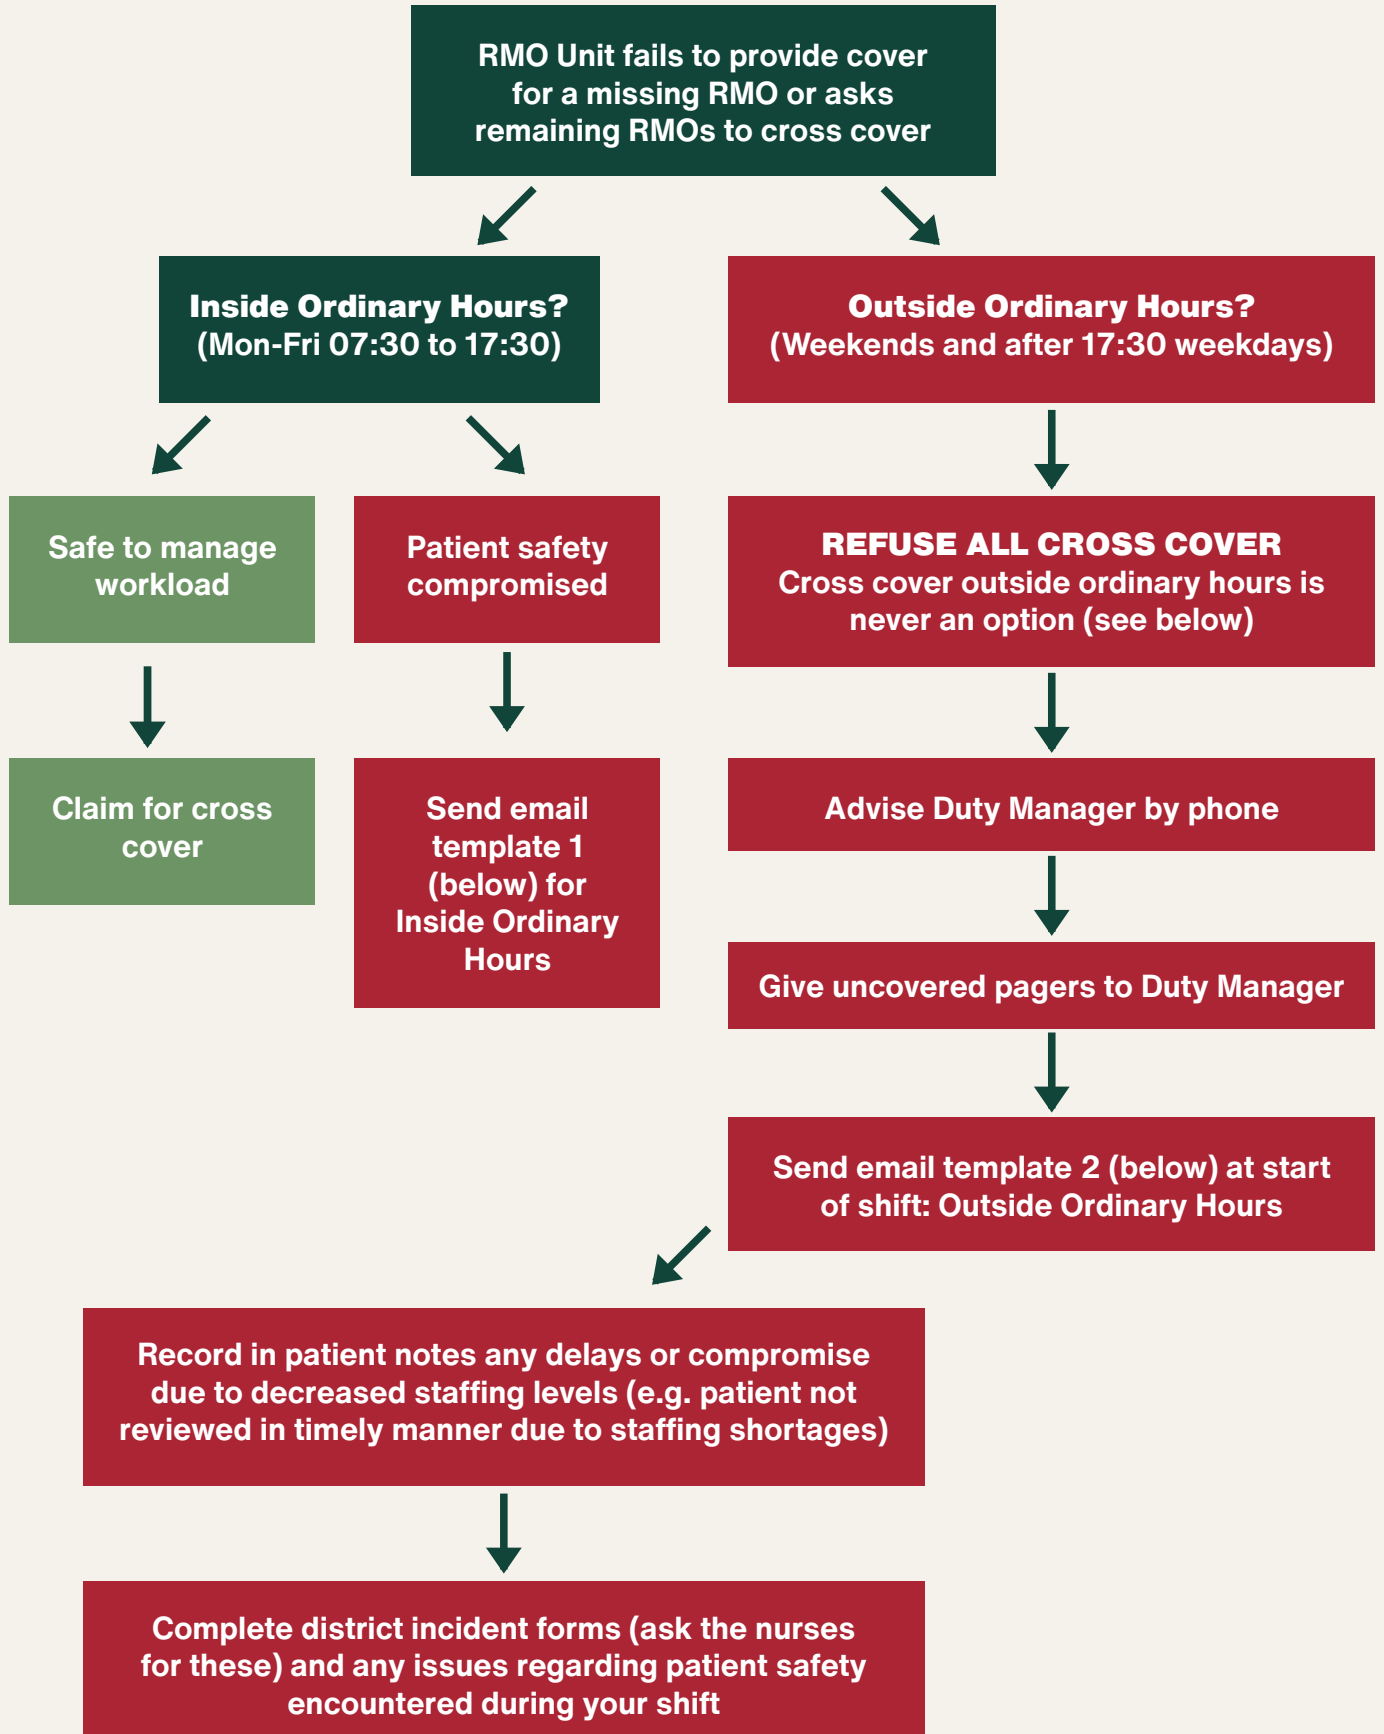 RMO Unit fails to provide cover
for a missing RMO or asks
remaining RMOs to cross cover
Inside Ordinary Hours?
(Mon-Fri 07:30 to 17:30)
Outside Ordinary Hours?
(Weekends and after 17:30 weekdays)
Safe to manage
workload
Patient safety
compromised
REFUSE ALL CROSS COVER
Cross cover outside ordinary hours is
never an option (see below)
Claim for cross
cover
Send email
template 1
(below) for
Inside Ordinary
Hours
Advise Duty Manager by phone
Give uncovered pagers to Duty Manager
Send email template 2 (below) at start
of shift: Outside Ordinary Hours
Record in patient notes any delays or compromise
due to decreased staffing levels (e.g. patient not
reviewed in timely manner due to staffing shortages)
Complete district incident forms (ask the nurses
for these) and any issues regarding patient safety
encountered during your shift